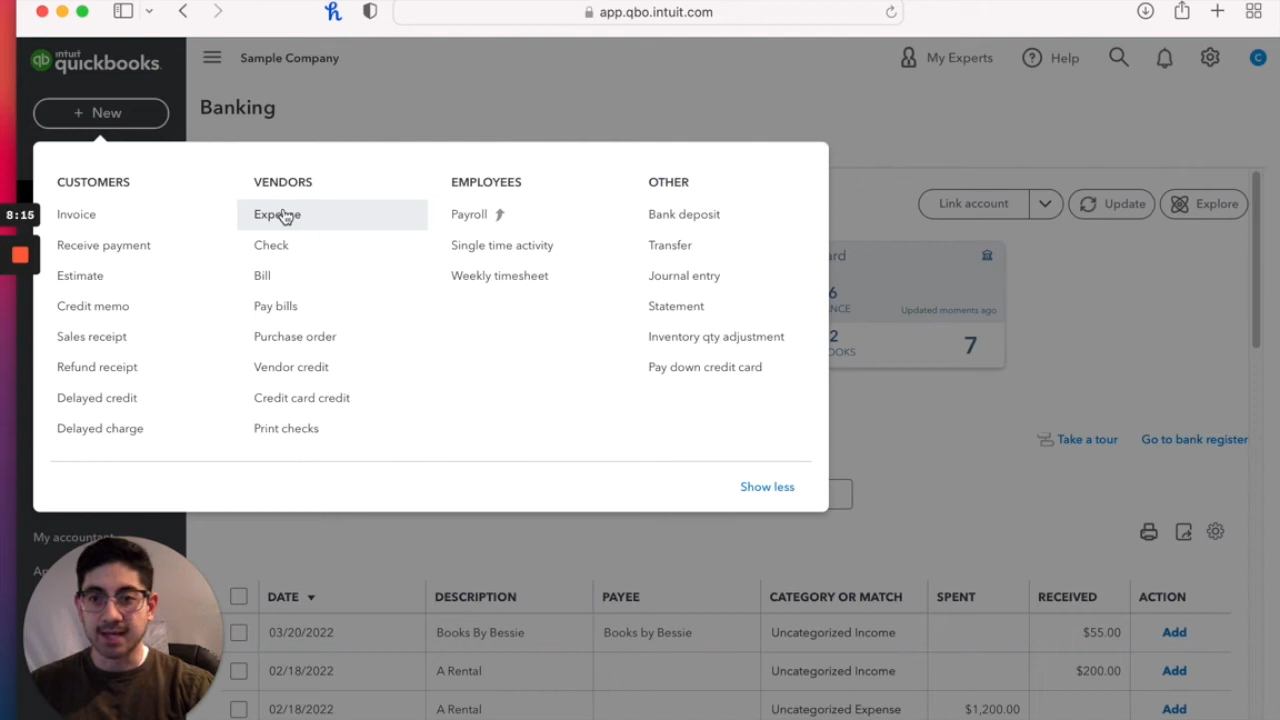 app.qbo.intuit.com
intuit
quickbooks.
Sample Company
My Experts
Help
C
+ New
Banking
CUSTOMERS VENDORS EMPLOYEES OTHER
Invoice Expense Payroll Bank deposit
Receive payment Check Single time activity Transfer
Estimate Bill Weekly timesheet Journal entry
Credit memo Pay bills Statement
Sales receipt Purchase order Inventory qty adjustment
Refund receipt Vendor credit Pay down credit card
Delayed credit Credit card credit
Delayed charge Print checks
Show less
8:15
Link account Update Explore
Updated moments ago
7
Take a tour Go to bank register
My accountant
DATE DESCRIPTION PAYEE CATEGORY OR MATCH SPENT RECEIVED ACTION
03/20/2022 Books By Bessie Books by Bessie Uncategorized Income $55.00 Add
02/18/2022 A Rental Uncategorized Income $200.00 Add
02/18/2022 A Rental Uncategorized Expense $1,200.00 Add